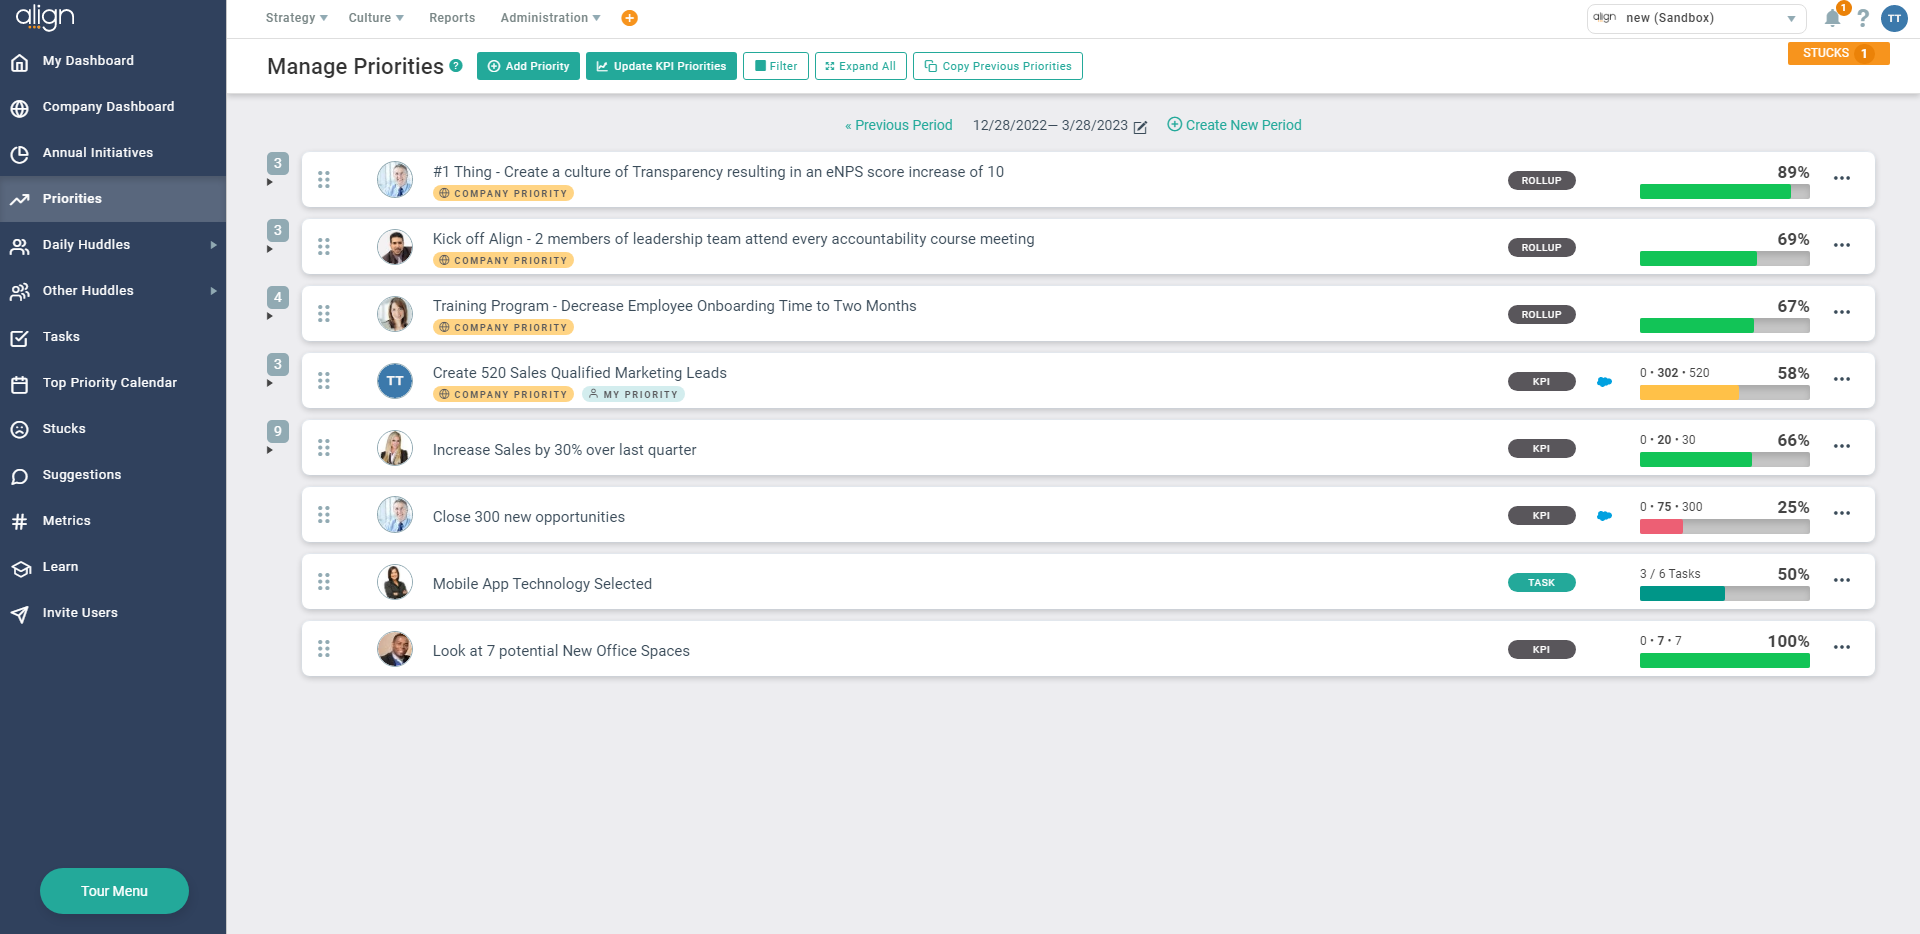 align
My Dashboard
Company Dashboard
Annual Initiatives
Priorities
Daily Huddles
Other Huddles
Tasks
Top Priority Calendar
Stucks
Suggestions
Metrics
Learn
Invite Users
Tour Menu
Strategy Culture Reports Administration
align new (Sandbox) 1 ? TT
Manage Priorities ? Add Priority Update KPI Priorities Filter Expand All Copy Previous Priorities
STUCKS 1
« Previous Period 12/28/2022— 3/28/2023 Create New Period
3 #1 Thing - Create a culture of Transparency resulting in an eNPS score increase of 10 ROLLUP 89%
COMPANY PRIORITY
3 Kick off Align - 2 members of leadership team attend every accountability course meeting ROLLUP 69%
COMPANY PRIORITY
4 Training Program - Decrease Employee Onboarding Time to Two Months ROLLUP 67%
COMPANY PRIORITY
3 TT Create 520 Sales Qualified Marketing Leads KPI 0 • 302 • 520 58%
COMPANY PRIORITY MY PRIORITY
9 Increase Sales by 30% over last quarter KPI 0 • 20 • 30 66%
Close 300 new opportunities KPI 0 • 75 • 300 25%
Mobile App Technology Selected TASK 3 / 6 Tasks 50%
Look at 7 potential New Office Spaces KPI 0 • 7 • 7 100%